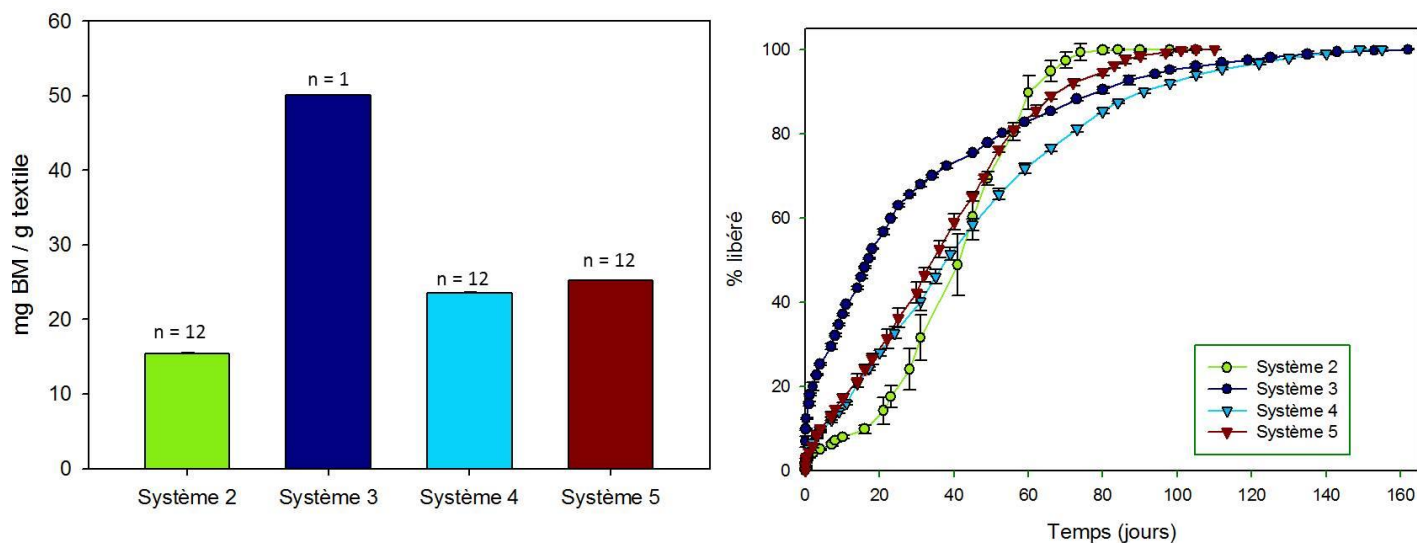 mg BM / g textile
60
50
40
30
20
10
0
n = 12
n = 1
n = 12
n = 12
Système 2
Système 3
Système 4
Système 5
% libéré
100
80
60
40
20
0
0
20
40
60
80
100
120
140
160
Temps (jours)
Système 2
Système 3
Système 4
Système 5